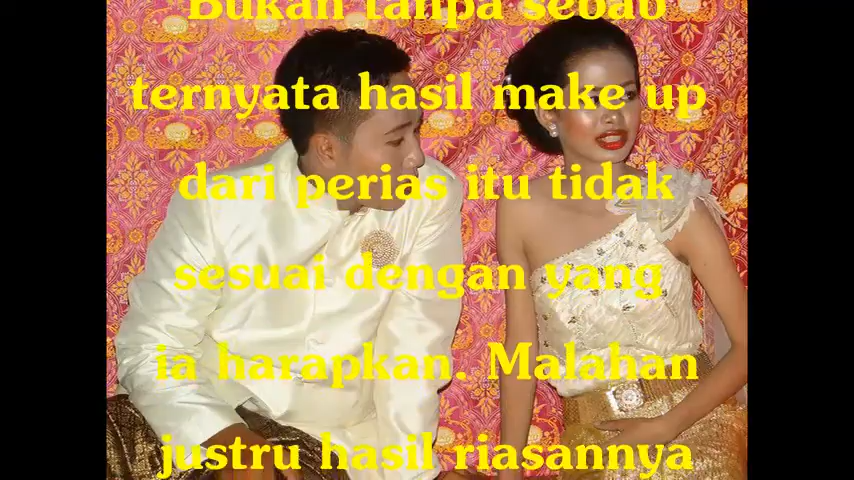 Bukan tanpa sebab
ternyata hasil make up
dari perias itu tidak
sesuai dengan yang
ia harapkan. Malahan
justru hasil riasannya